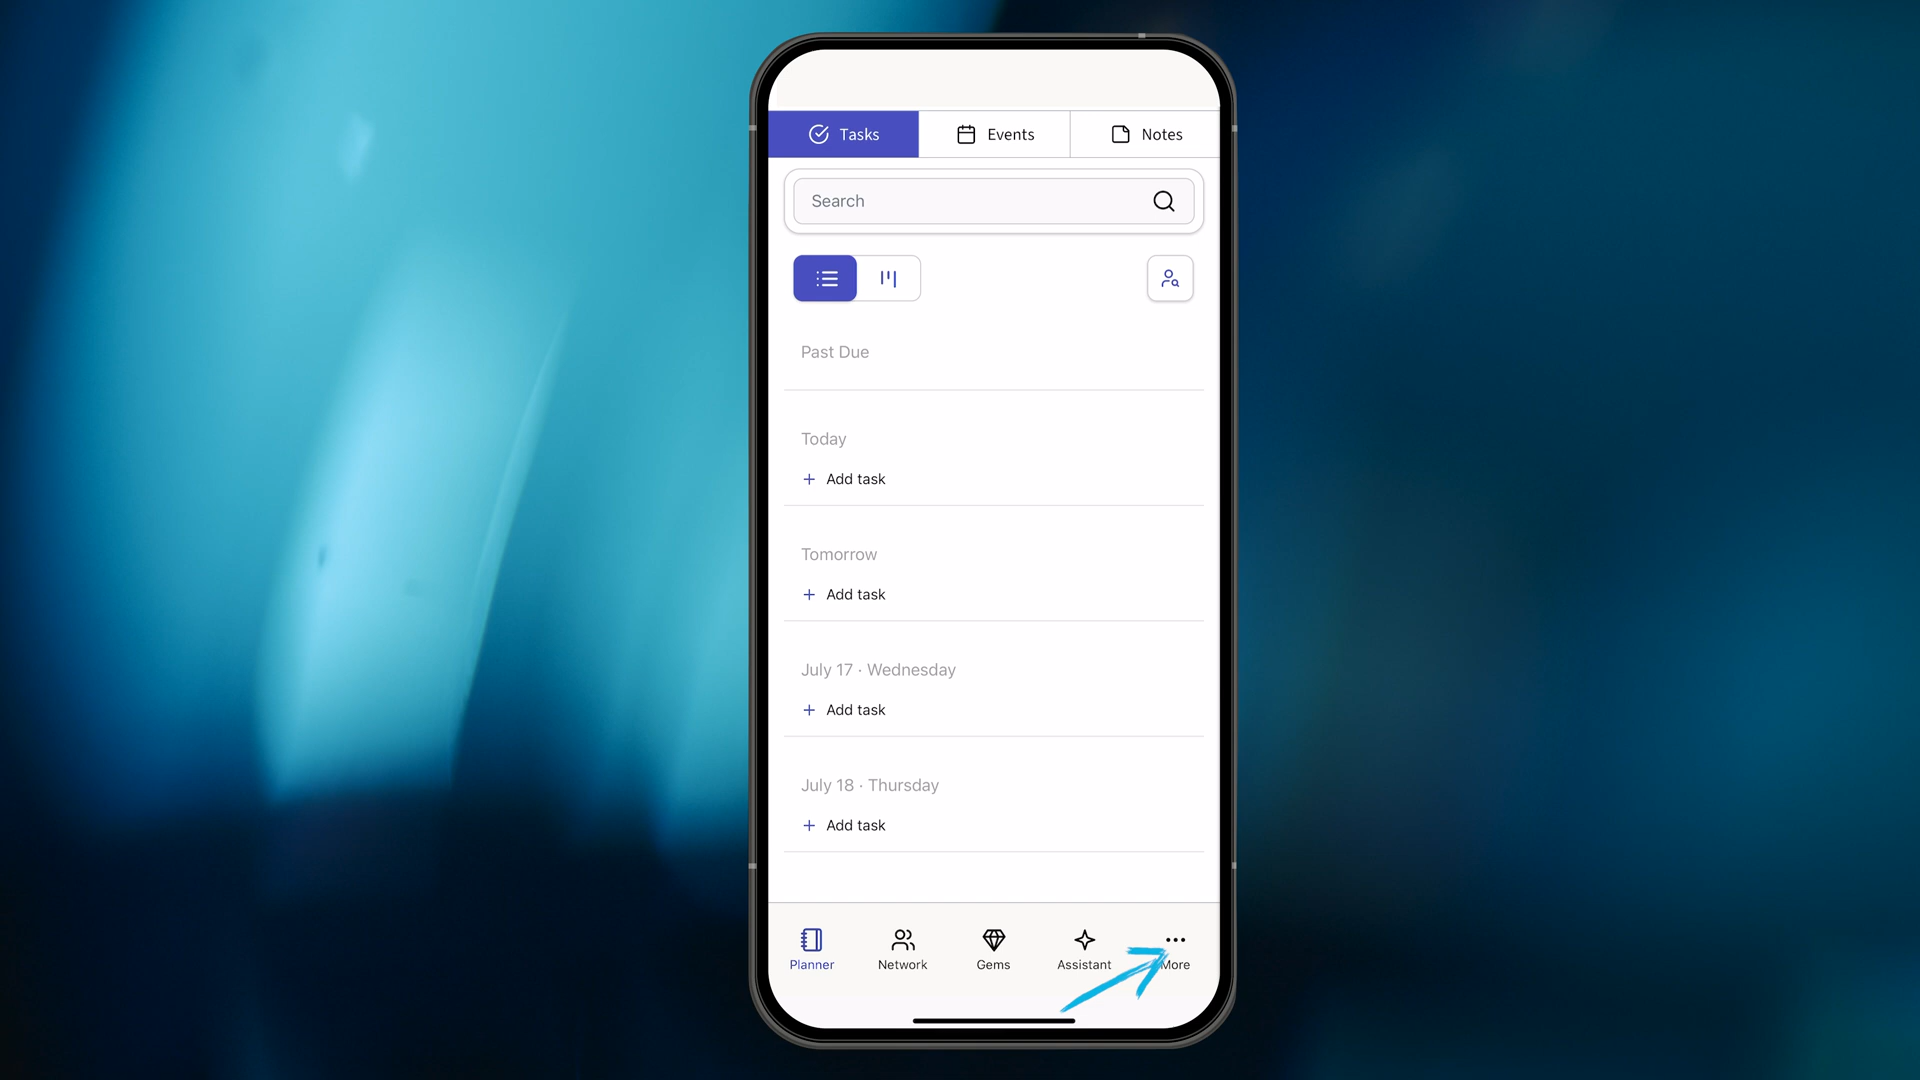 Tasks
Events
Notes
Search
Past Due
Today
+ Add task
Tomorrow
+ Add task
July 17 · Wednesday
+ Add task
July 18 · Thursday
+ Add task
Planner
Network
Gems
Assistant
More